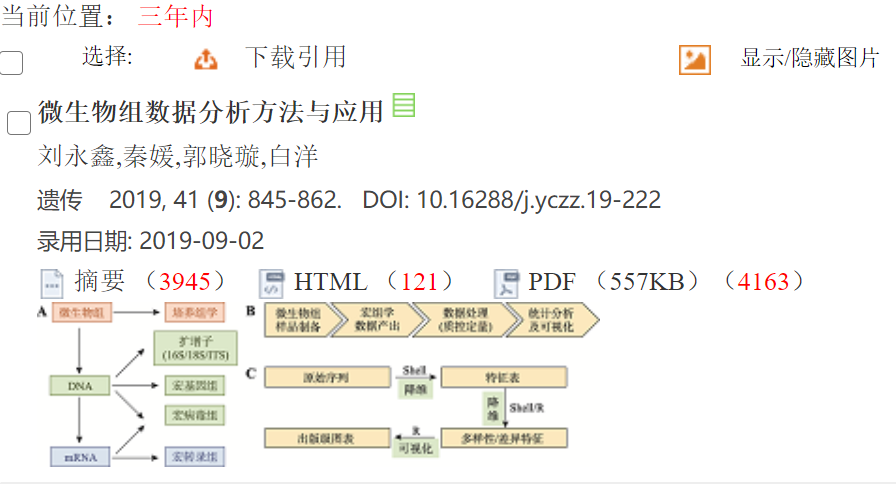 当前位置： 三年内
选择: 下载引用 显示/隐藏图片
微生物组数据分析方法与应用
刘永鑫,秦媛,郭晓璇,白洋
遗传 2019, 41 (9): 845-862. DOI: 10.16288/j.yczz.19-222
录用日期: 2019-09-02
摘要 （3945） HTML （121） PDF （557KB）（4163）
A 微生物组 培养组学
扩增子
(16S/18S/ITS)
DNA 宏基因组
宏病毒组
mRNA 宏转录组
B 微生物组
样品制备
宏组学
数据产出
数据处理
(质控定量)
统计分析
及可视化
C 原始序列 Shell
降维
特征表
降
维
Shell/R
出版级图表 R
可视化
多样性/差异特征